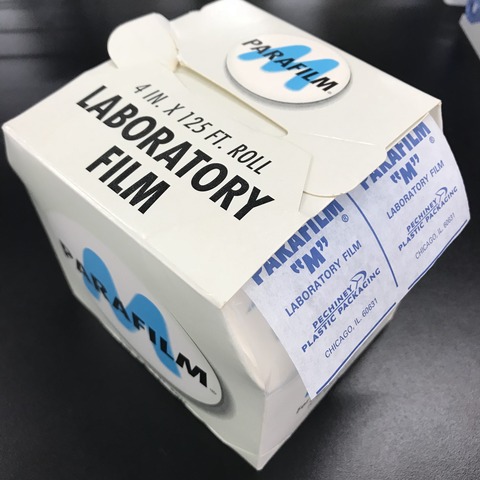 PARAFILM
M
4 IN. X 125 FT. ROLL
LABORATORY
FILM
PARAFILM
M
PARAFILM®
"M"
LABORATORY FILM
PECHINEY
PLASTIC PACKAGING
CHICAGO, IL. 60631
PARAFILM®
"M"
LABORATORY FILM
PECHINEY
PLASTIC PACKAGING
CHICAGO, IL. 60631